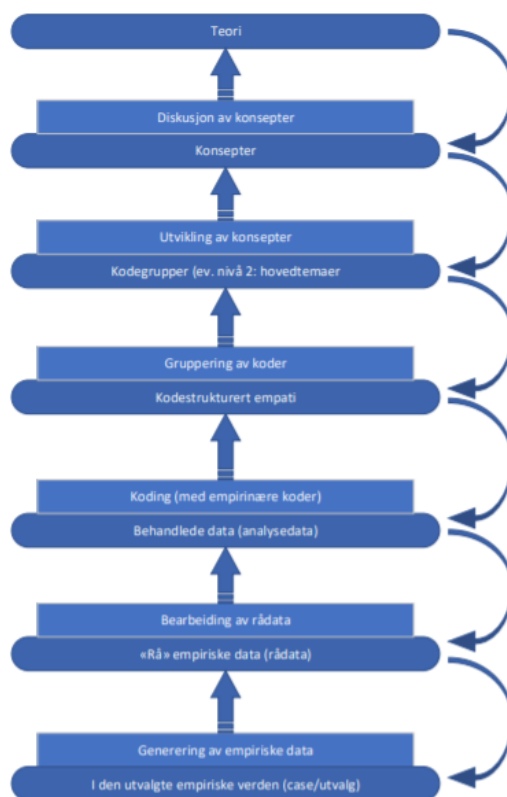 Teori
Diskusjon av konsepter
Konsepter
Utvikling av konsepter
Kodegrupper (ev. nivå 2: hovedtemaer
Gruppering av koder
Kodestrukturert empati
Koding (med empirinære koder)
Behandlede data (analysedata)
Bearbeiding av rådata
«Rå» empiriske data (rådata)
Generering av empiriske data
I den utvalgte empiriske verden (case/utvalg)